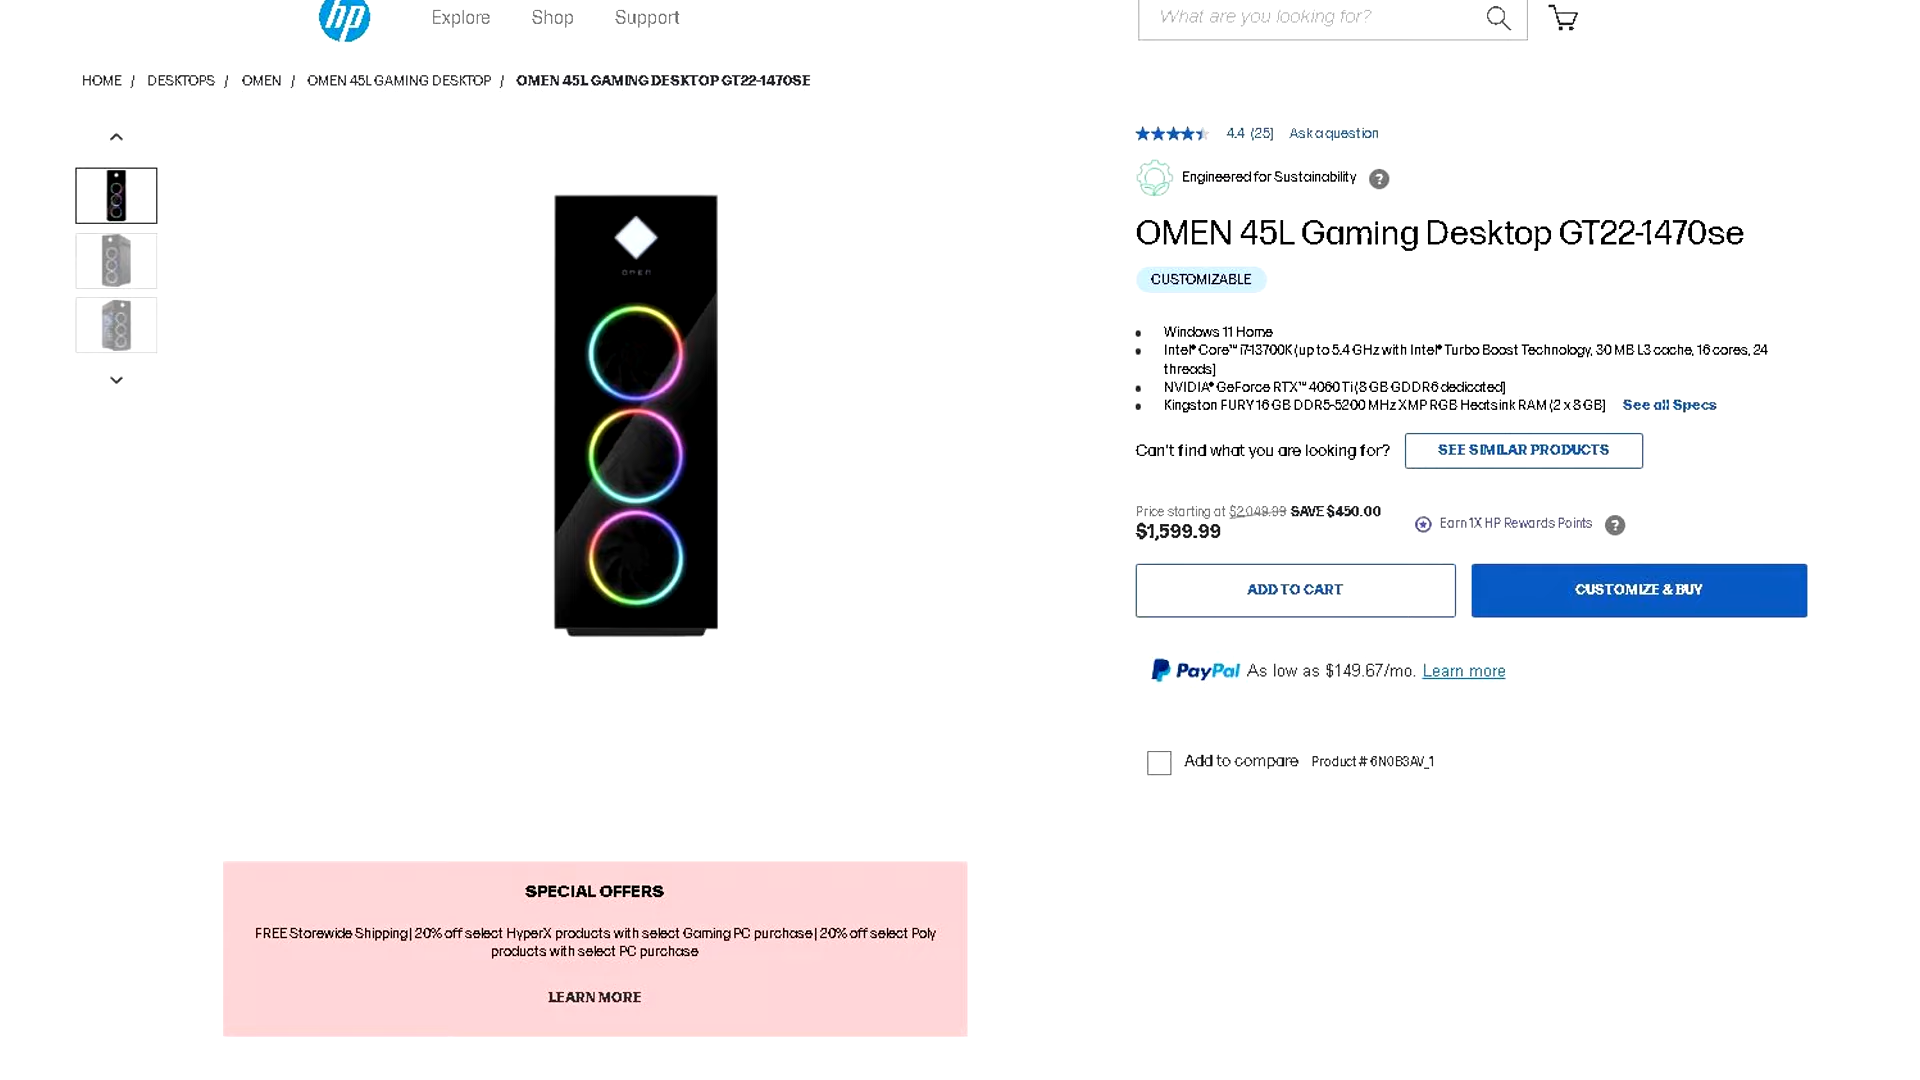 hp
Explore Shop Support
What are you looking for?
HOME / DESKTOPS / OMEN / OMEN 45L GAMING DESKTOP / OMEN 45L GAMING DESKTOP GT22-1470SE
4.4 (25) Ask a question
Engineered for Sustainability ?
OMEN 45L Gaming Desktop GT22-1470se
CUSTOMIZABLE
• Windows 11 Home
• Intel® Core™ i7-13700K (up to 5.4 GHz with Intel® Turbo Boost Technology, 30 MB L3 cache, 16 cores, 24
threads)
• NVIDIA® GeForce RTX™ 4060 Ti (8 GB GDDR6 dedicated)
• Kingston FURY 16 GB DDR5-5200 MHz XMP RGB Heatsink RAM (2 x 8 GB) See all Specs
Can't find what you are looking for? SEE SIMILAR PRODUCTS
Price starting at $2,049.99 SAVE $450.00
$1,599.99
Earn 1X HP Rewards Points ?
ADD TO CART CUSTOMIZE & BUY
PayPal As low as $149.67/mo. Learn more
Add to compare Product # 6N0B3AV_1
OMEN
SPECIAL OFFERS
FREE Storewide Shipping | 20% off select HyperX products with select Gaming PC purchase | 20% off select Poly
products with select PC purchase
LEARN MORE